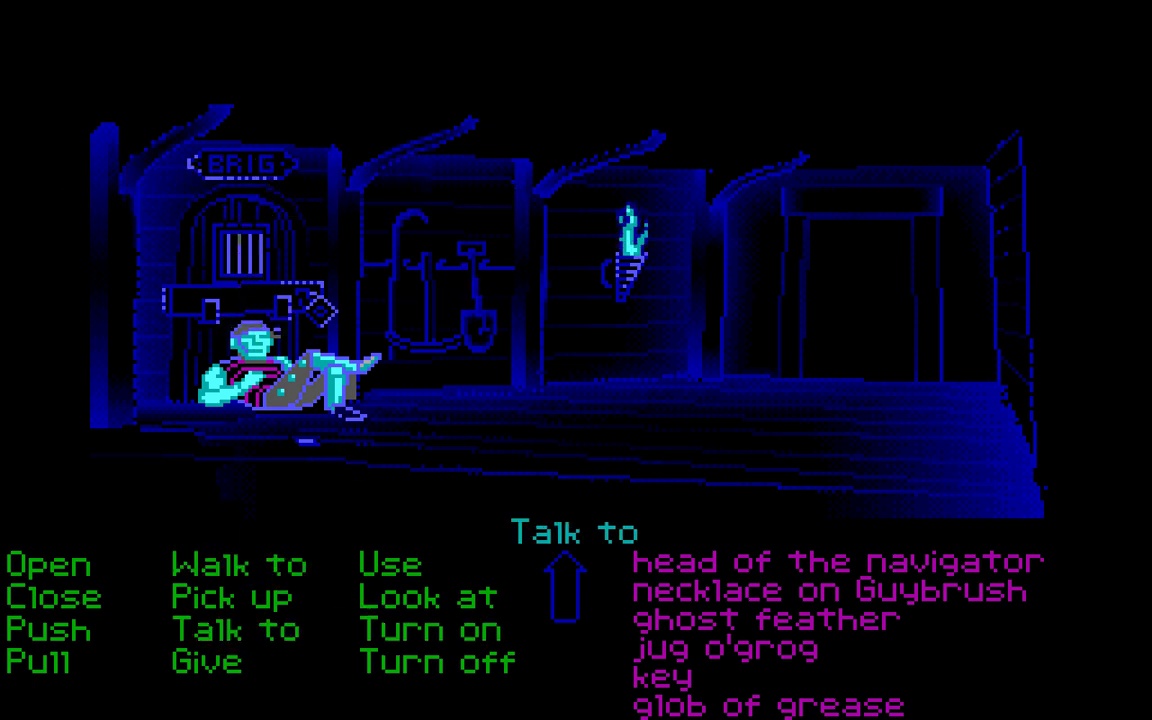 BRIG
Talk to
Open Walk to Use
Close Pick up Look at
Push Talk to Turn on
Pull Give Turn off
head of the navigator
necklace on Guybrush
ghost feather
jug o'grog
key
glob of grease